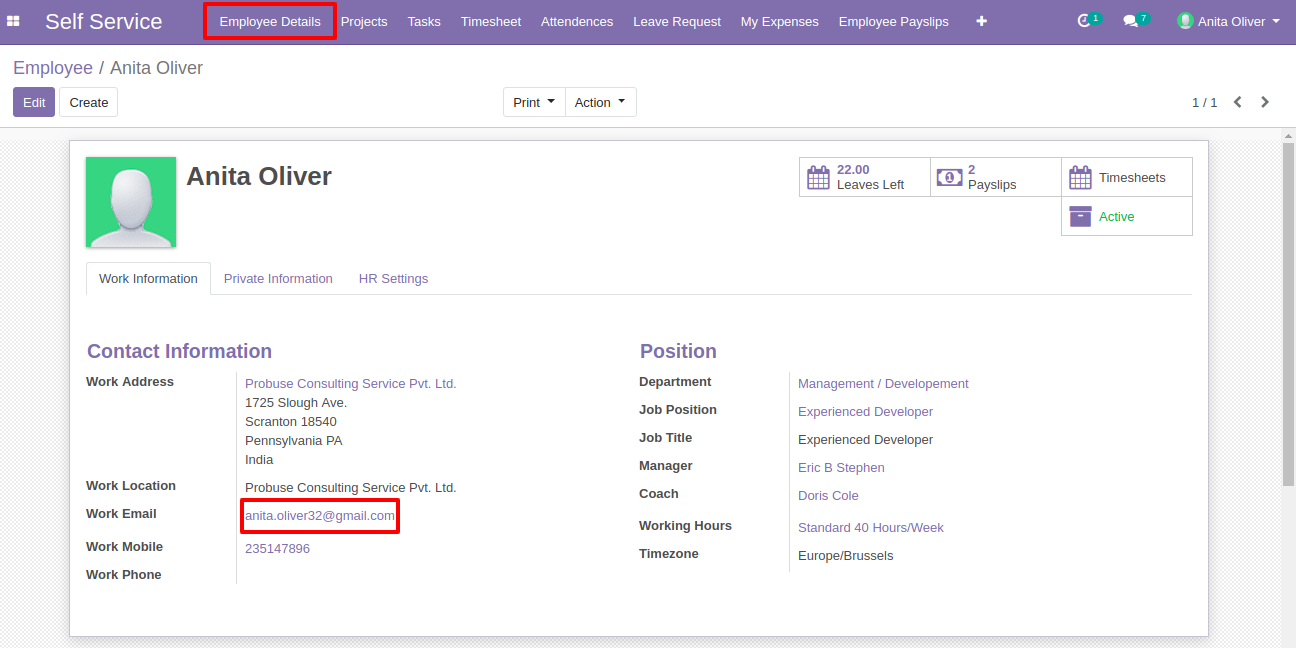 Self Service Employee Details Projects Tasks Timesheet Attendences Leave Request My Expenses Employee Payslips 1 7 Anita Oliver
Employee / Anita Oliver
Edit Create Print Action 1 / 1
Anita Oliver
22.00
Leaves Left
2
Payslips
Timesheets
Active
Work Information Private Information HR Settings
Contact Information
Work Address Probuse Consulting Service Pvt. Ltd.
1725 Slough Ave.
Scranton 18540
Pennsylvania PA
India
Work Location Probuse Consulting Service Pvt. Ltd.
Work Email anita.oliver32@gmail.com
Work Mobile 235147896
Work Phone
Position
Department Management / Developement
Job Position Experienced Developer
Job Title Experienced Developer
Manager Eric B Stephen
Coach Doris Cole
Working Hours Standard 40 Hours/Week
Timezone Europe/Brussels